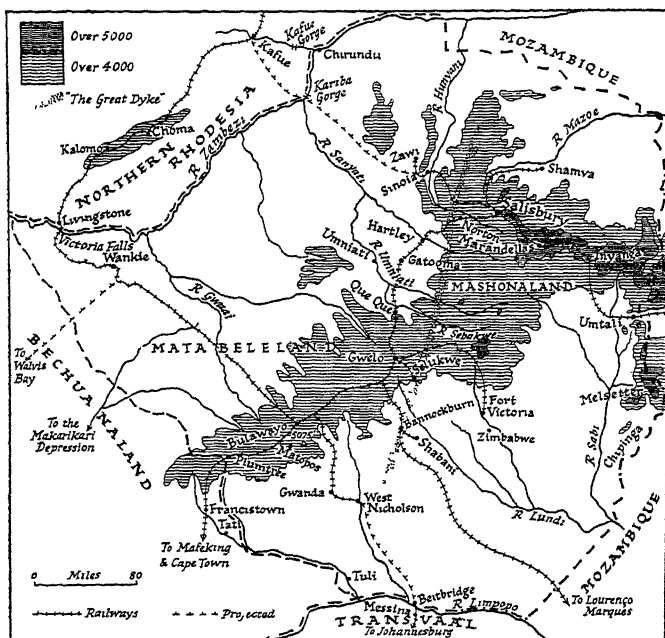 Over 5000
Over 4000
"The Great Dyke"
Kafue
Kafue
Gorge
Chirundu
MOZAMBIQUE
Kariba
Gorge
R Hunyani
R Mazoe
Choma
Kalomo
NORTHERN
RHODESIA
R Zambezi
R Sanyati
Zawi
Sinoia
Shamva
Livingstone
Salisbury
Victoria Falls
Wankie
Hartley
Norton
Marandellas
Inyanga
Umniati
R Umniati
Gatooma
R Gwaai
Que Que
MASHONALAND
BECHUANALAND
To
Walvis
Bay
MATABELELAND
R Sebakwe
Umtali
Gwelo
Selukwe
To the
Makarikari
Depression
Fort
Victoria
Melsetter
Bulawayo
5075
Bannockburn
Zimbabwe
R Sabi
Chipinga
Plumtree
Matopos
Shabani
Gwanda
West
Nicholson
Francistown
R Lundi
Tati
To Mafeking
& Cape Town
MOZAMBIQUE
0 Miles 80
Tuli
Beitbridge
To Lourenço
Marques
Messina
R Limpopo
Railways
Projected
TRANSVAAL
To Johannesburg